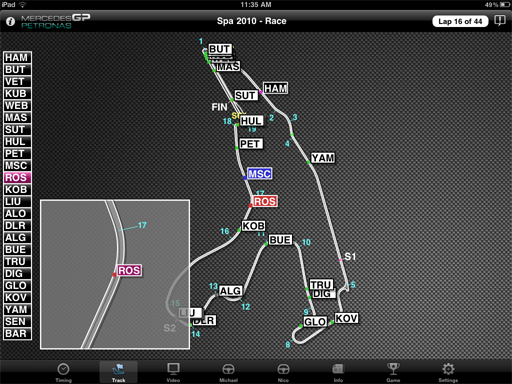 iPad
11:35 AM
49%
MERCEDES GP
PETRONAS
Spa 2010 - Race
Lap 16 of 44
HAM
BUT
VET
KUB
WEB
MAS
SUT
HUL
PET
MSC
ROS
KOB
LIU
ALO
DLR
ALG
BUE
TRU
DIG
GLO
KOV
YAM
SEN
BAR
1
BUT
MAS
HAM
SUT
FIN
HUL
18
19
2
3
4
PET
YAM
MSC
17
ROS
KOB
16
11
BUE
10
S1
5
TRU
DIG
9
GLO
KOV
8
13
ALG
12
15
S2
DLR
14
17
ROS
Timing
Track
Video
Michael
Nico
Info
Game
Settings